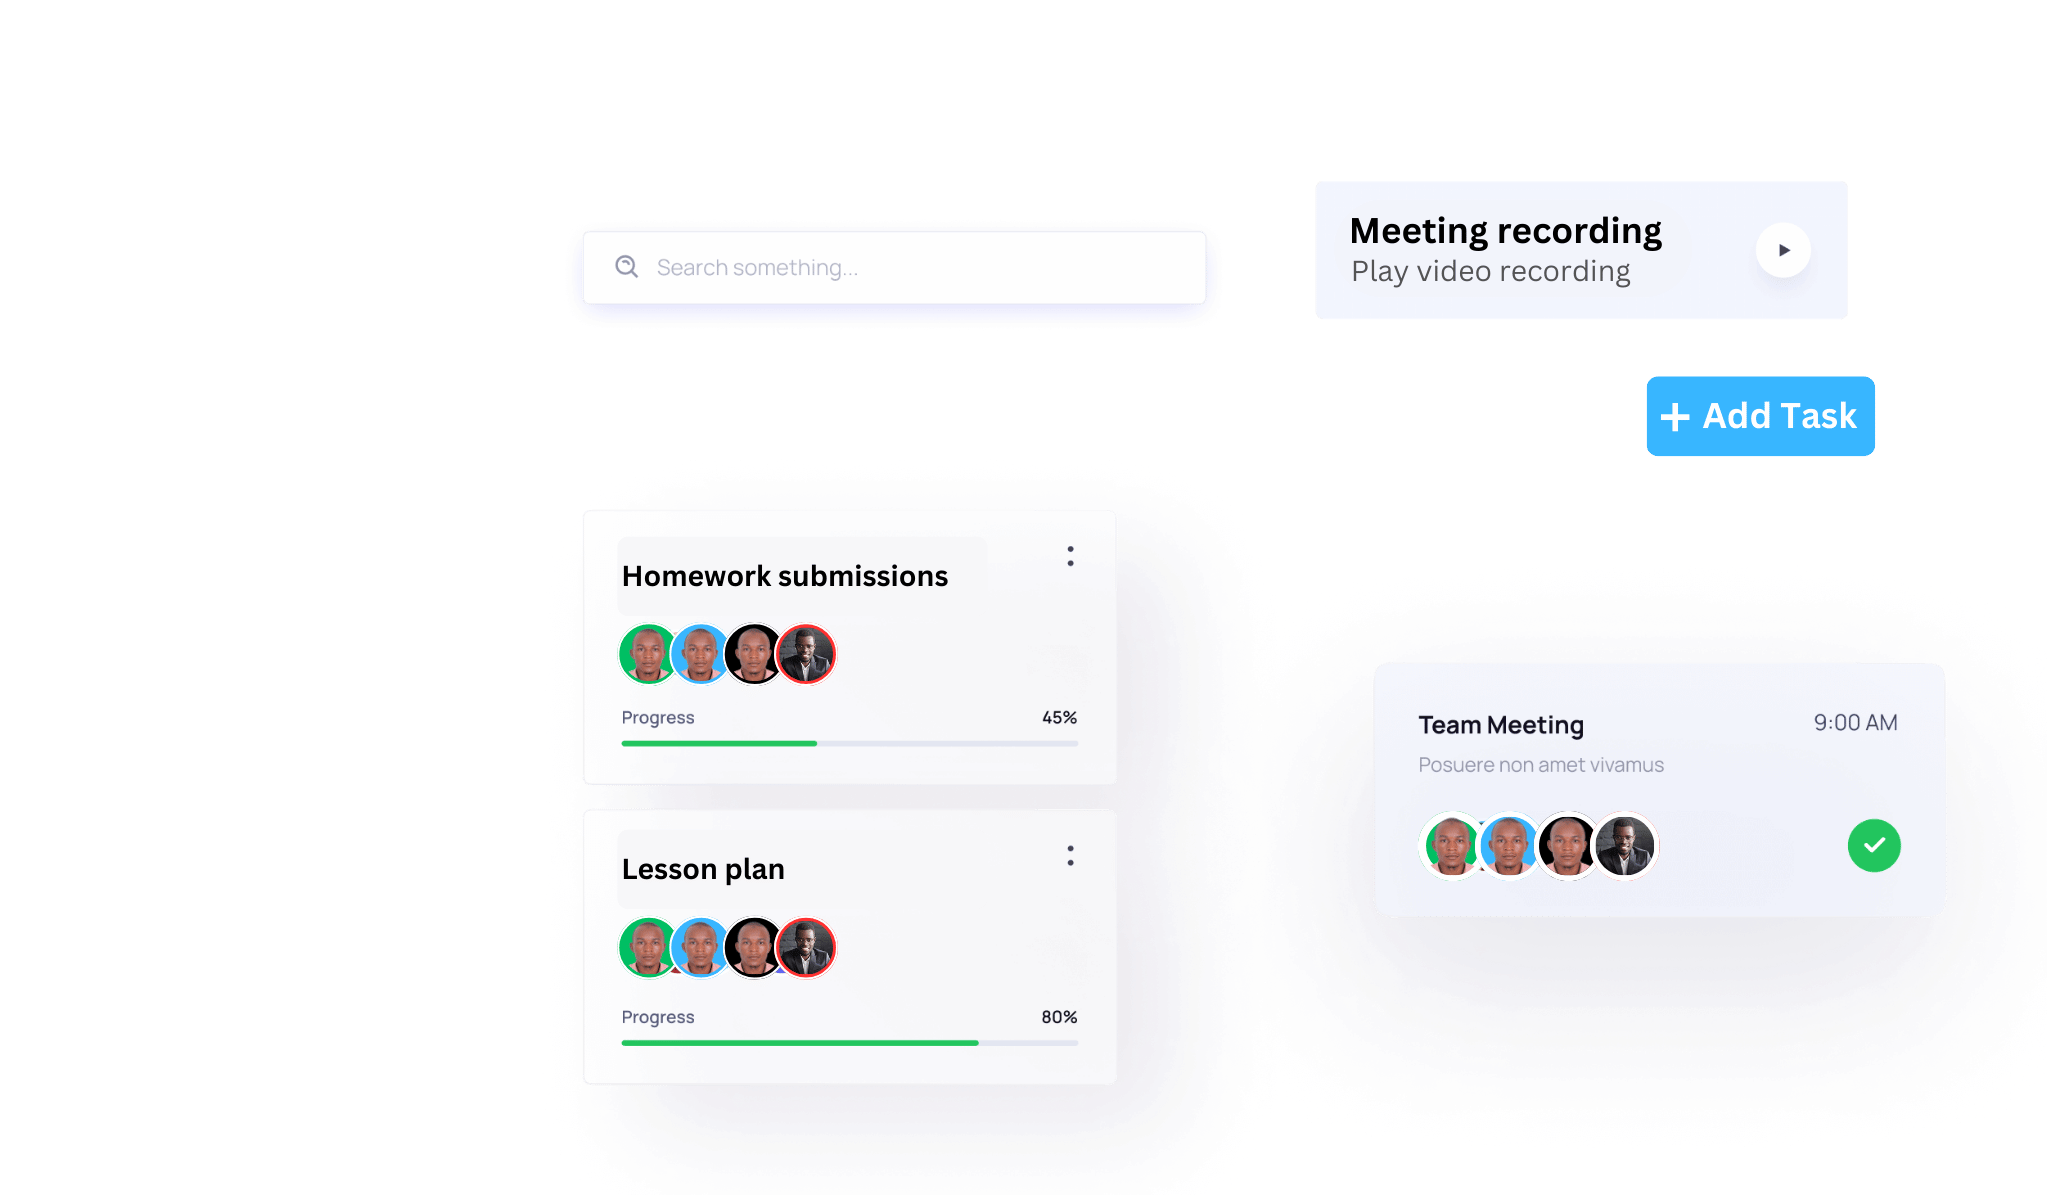 Search something...
Meeting recording
Play video recording
+ Add Task
Homework submissions
Progress 45%
Lesson plan
Progress 80%
Team Meeting 9:00 AM
Posuere non amet vivamus